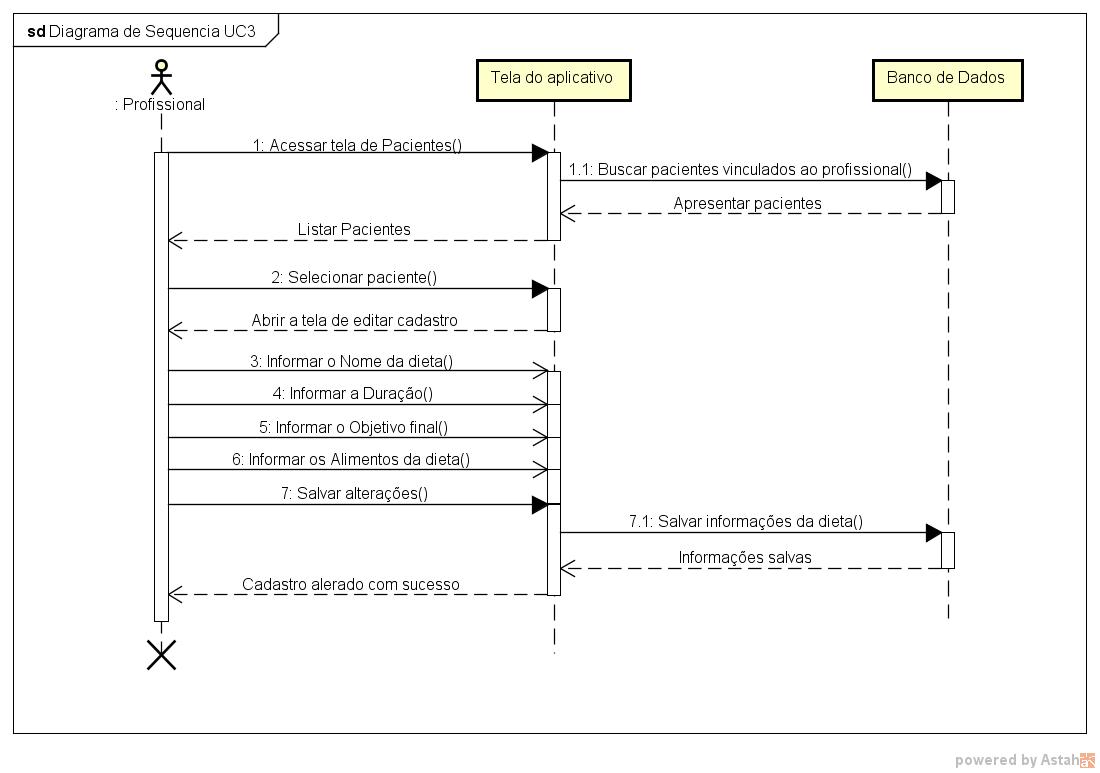 sd Diagrama de Sequencia UC3
: Profissional
Tela do aplicativo
Banco de Dados
1: Acessar tela de Pacientes()
1.1: Buscar pacientes vinculados ao profissional()
Apresentar pacientes
Listar Pacientes
2: Selecionar paciente()
Abrir a tela de editar cadastro
3: Informar o Nome da dieta()
4: Informar a Duração()
5: Informar o Objetivo final()
6: Informar os Alimentos da dieta()
7: Salvar alterações()
7.1: Salvar informações da dieta()
Informações salvas
Cadastro alerado com sucesso
powered by Astah